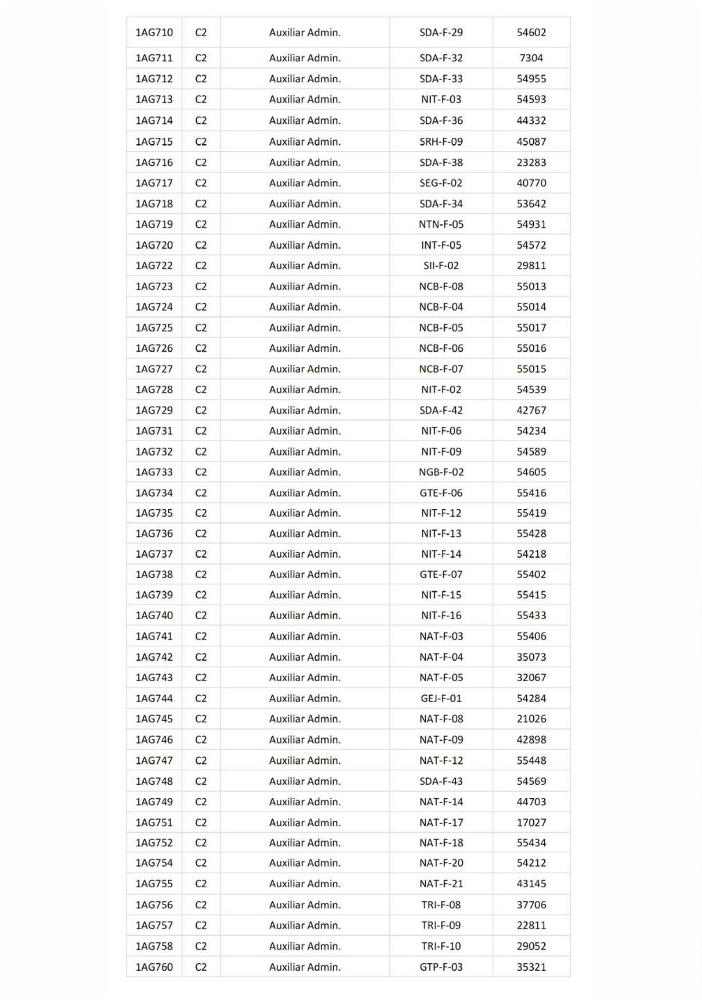 1AG710 C2 Auxiliar Admin. SDA-F-29 54602
1AG711 C2 Auxiliar Admin. SDA-F-32 7304
1AG712 C2 Auxiliar Admin. SDA-F-33 54955
1AG713 C2 Auxiliar Admin. NIT-F-03 54593
1AG714 C2 Auxiliar Admin. SDA-F-36 44332
1AG715 C2 Auxiliar Admin. SRH-F-09 45087
1AG716 C2 Auxiliar Admin. SDA-F-38 23283
1AG717 C2 Auxiliar Admin. SEG-F-02 40770
1AG718 C2 Auxiliar Admin. SDA-F-34 53642
1AG719 C2 Auxiliar Admin. NTN-F-05 54931
1AG720 C2 Auxiliar Admin. INT-F-05 54572
1AG722 C2 Auxiliar Admin. SII-F-02 29811
1AG723 C2 Auxiliar Admin. NCB-F-08 55013
1AG724 C2 Auxiliar Admin. NCB-F-04 55014
1AG725 C2 Auxiliar Admin. NCB-F-05 55017
1AG726 C2 Auxiliar Admin. NCB-F-06 55016
1AG727 C2 Auxiliar Admin. NCB-F-07 55015
1AG728 C2 Auxiliar Admin. NIT-F-02 54539
1AG729 C2 Auxiliar Admin. SDA-F-42 42767
1AG731 C2 Auxiliar Admin. NIT-F-06 54234
1AG732 C2 Auxiliar Admin. NIT-F-09 54589
1AG733 C2 Auxiliar Admin. NGB-F-02 54605
1AG734 C2 Auxiliar Admin. GTE-F-06 55416
1AG735 C2 Auxiliar Admin. NIT-F-12 55419
1AG736 C2 Auxiliar Admin. NIT-F-13 55428
1AG737 C2 Auxiliar Admin. NIT-F-14 54218
1AG738 C2 Auxiliar Admin. GTE-F-07 55402
1AG739 C2 Auxiliar Admin. NIT-F-15 55415
1AG740 C2 Auxiliar Admin. NIT-F-16 55433
1AG741 C2 Auxiliar Admin. NAT-F-03 55406
1AG742 C2 Auxiliar Admin. NAT-F-04 35073
1AG743 C2 Auxiliar Admin. NAT-F-05 32067
1AG744 C2 Auxiliar Admin. GEJ-F-01 54284
1AG745 C2 Auxiliar Admin. NAT-F-08 21026
1AG746 C2 Auxiliar Admin. NAT-F-09 42898
1AG747 C2 Auxiliar Admin. NAT-F-12 55448
1AG748 C2 Auxiliar Admin. SDA-F-43 54569
1AG749 C2 Auxiliar Admin. NAT-F-14 44703
1AG751 C2 Auxiliar Admin. NAT-F-17 17027
1AG752 C2 Auxiliar Admin. NAT-F-18 55434
1AG754 C2 Auxiliar Admin. NAT-F-20 54212
1AG755 C2 Auxiliar Admin. NAT-F-21 43145
1AG756 C2 Auxiliar Admin. TRI-F-08 37706
1AG757 C2 Auxiliar Admin. TRI-F-09 22811
1AG758 C2 Auxiliar Admin. TRI-F-10 29052
1AG760 C2 Auxiliar Admin. GTP-F-03 35321